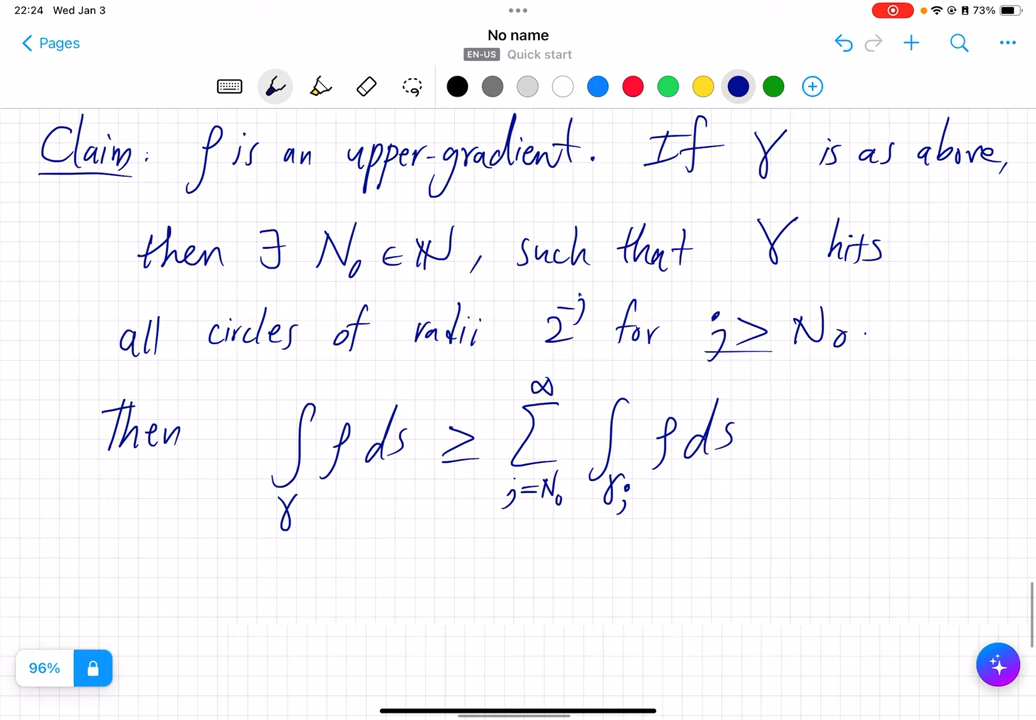 22:24 Wed Jan 3
73%
Pages
No name
EN-US Quick start
Claim: ρ is an upper-gradient. If γ is as above,
then ∃ N₀ ∈ ℕ, such that γ hits
all circles of radii 2^{-j} for j ≥ N₀.
Then ∫_γ ρ ds ≥ ∑_{j=N₀}^{∞} ∫_{γ_j} ρ ds
96%